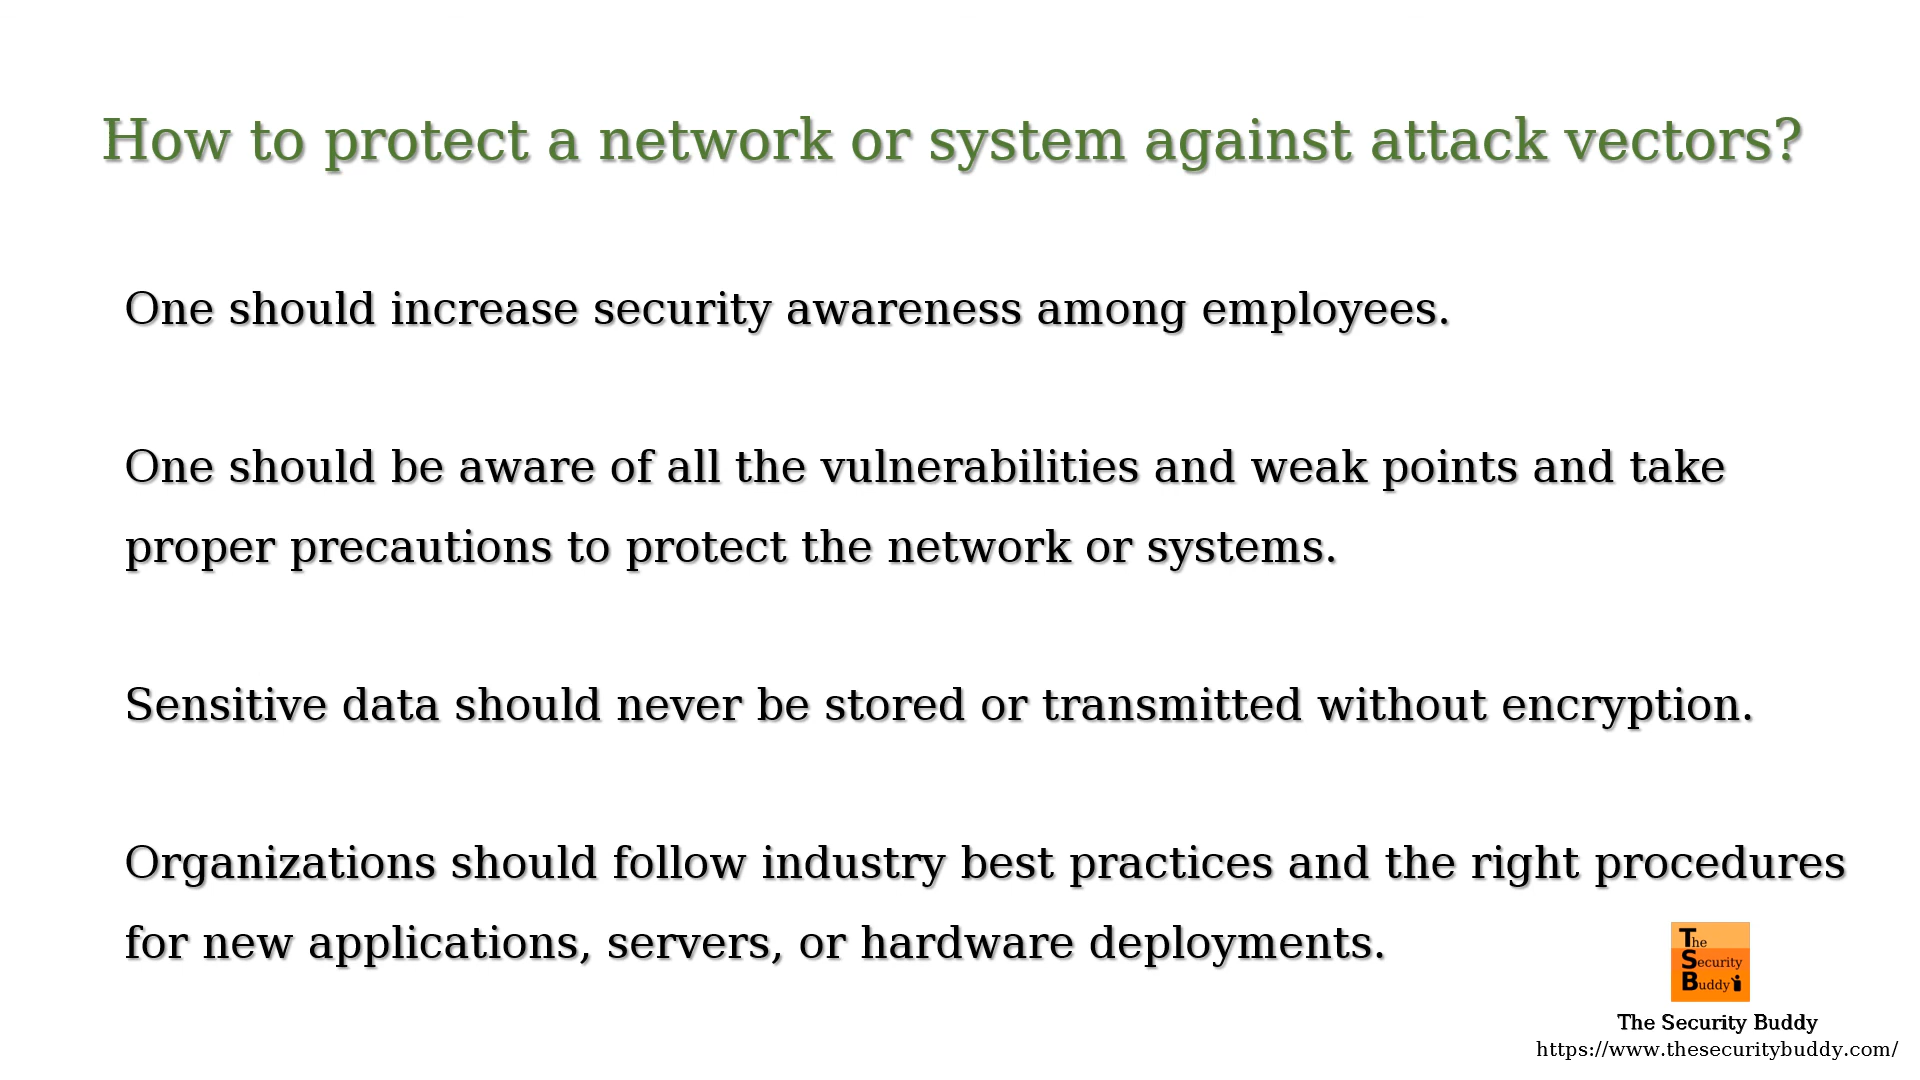 How to protect a network or system against attack vectors?
One should increase security awareness among employees.
One should be aware of all the vulnerabilities and weak points and take
proper precautions to protect the network or systems.
Sensitive data should never be stored or transmitted without encryption.
Organizations should follow industry best practices and the right procedures
for new applications, servers, or hardware deployments.
The
Security
Buddy
The Security Buddy
https://www.thesecuritybuddy.com/